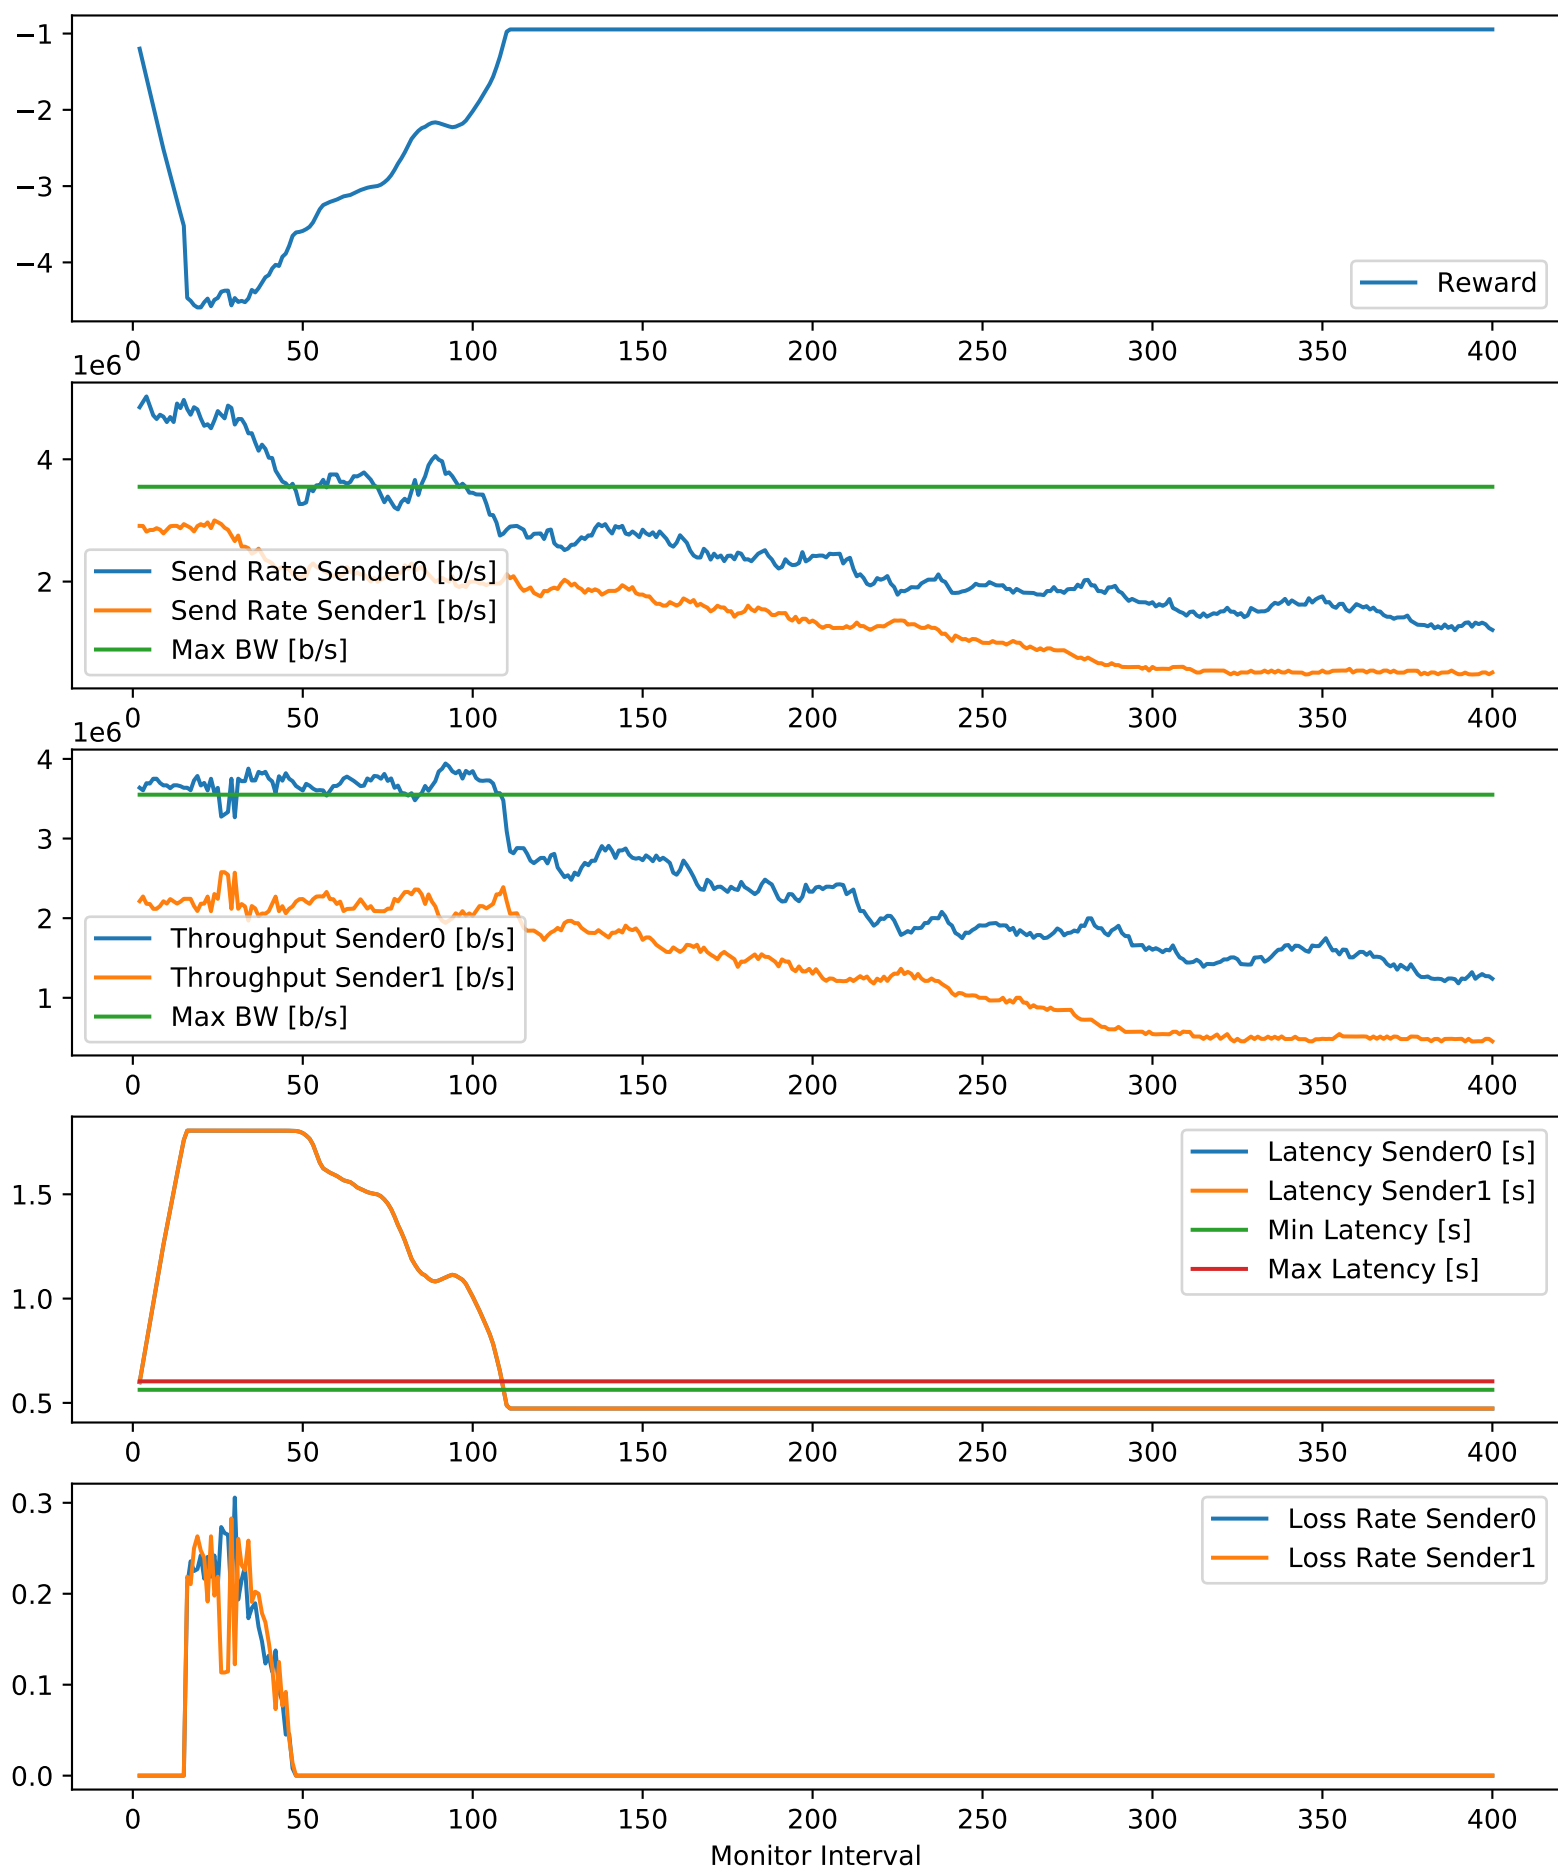 −1
−2
−3
−4
Reward
0 50 100 150 200 250 300 350 400
1e6
4
2
Send Rate Sender0 [b/s]
Send Rate Sender1 [b/s]
Max BW [b/s]
0 50 100 150 200 250 300 350 400
1e6
4
3
2
1
Throughput Sender0 [b/s]
Throughput Sender1 [b/s]
Max BW [b/s]
0 50 100 150 200 250 300 350 400
1.5
1.0
0.5
Latency Sender0 [s]
Latency Sender1 [s]
Min Latency [s]
Max Latency [s]
0 50 100 150 200 250 300 350 400
0.3
0.2
0.1
0.0
Loss Rate Sender0
Loss Rate Sender1
0 50 100 150 200 250 300 350 400
Monitor Interval